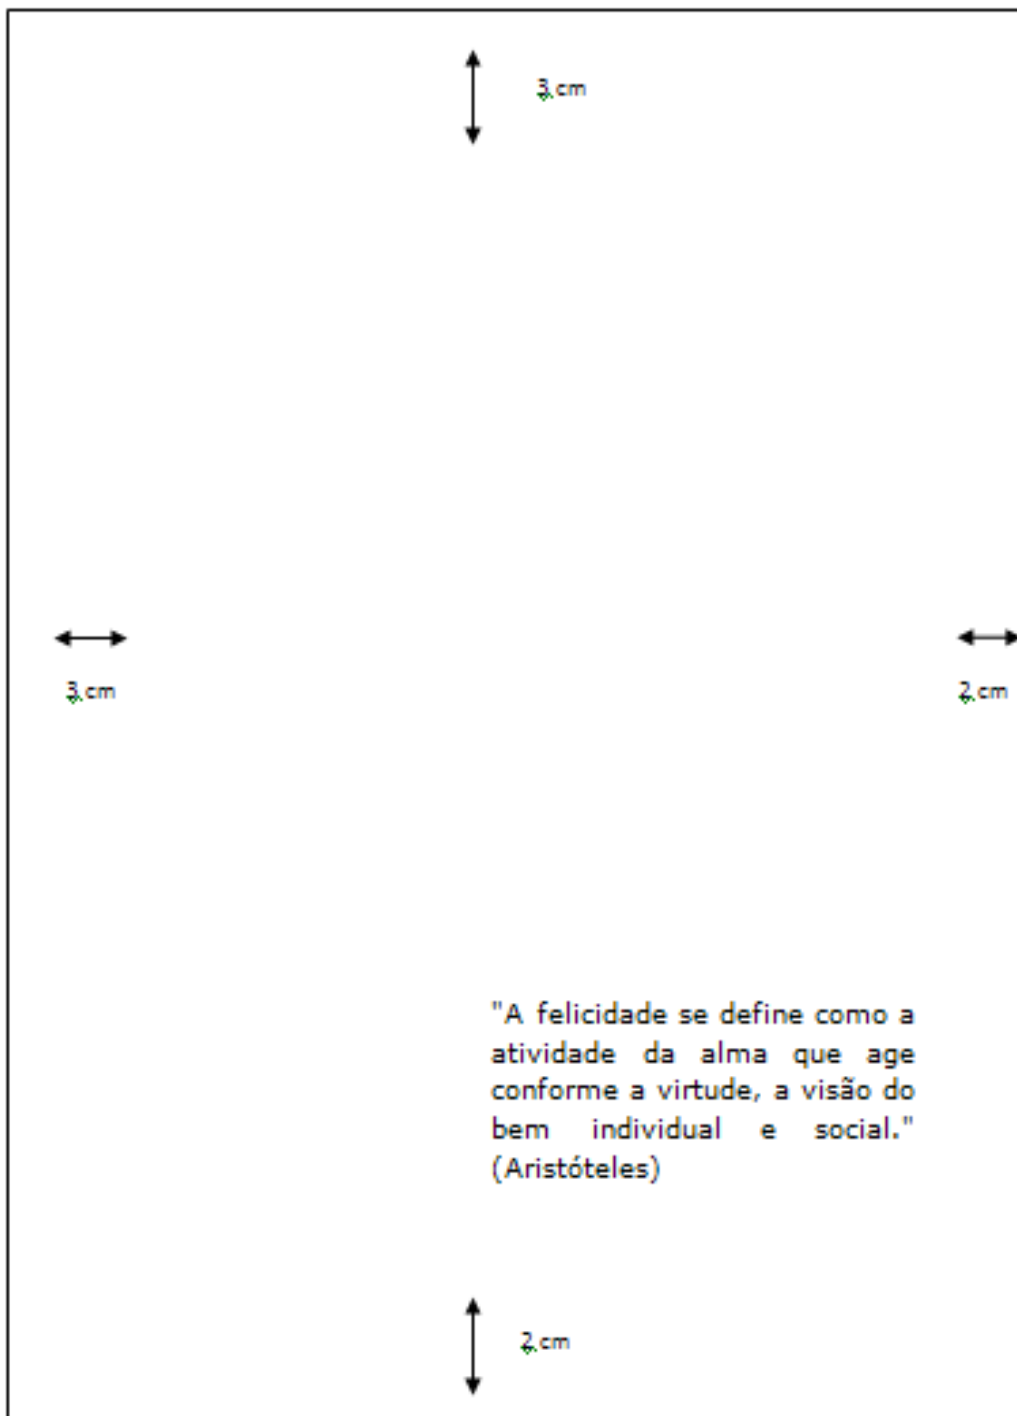 3 cm
3 cm
2 cm
"A felicidade se define como a
atividade da alma que age
conforme a virtude, a visão do
bem individual e social."
(Aristóteles)
2 cm